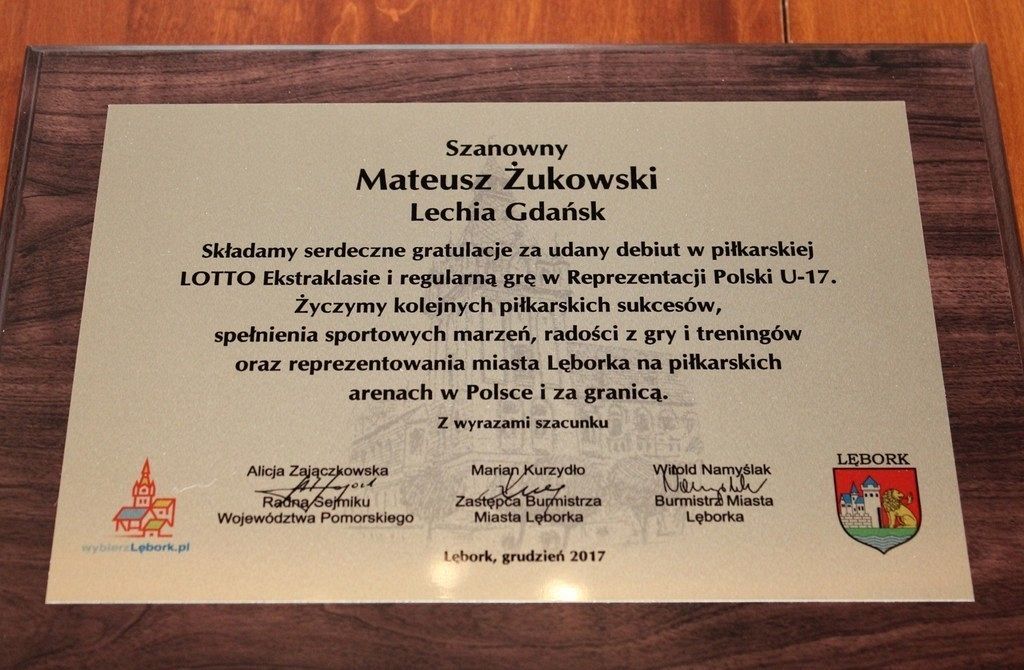 Szanowny
Mateusz Żukowski
Lechia Gdańsk
Składamy serdeczne gratulacje za udany debiut w piłkarskiej
LOTTO Ekstraklasie i regularną grę w Reprezentacji Polski U-17.
Życzymy kolejnych piłkarskich sukcesów,
spełnienia sportowych marzeń, radości z gry i treningów
oraz reprezentowania miasta Lęborka na piłkarskich
arenach w Polsce i za granicą.
Z wyrazami szacunku
Alicja Zajączkowska
Radna Sejmiku
Województwa Pomorskiego
Marian Kurzydło
Zastępca Burmistrza
Miasta Lęborka
Witold Namyślak
Burmistrz Miasta
Lęborka
LĘBORK
wybierzLębork.pl
Lębork, grudzień 2017